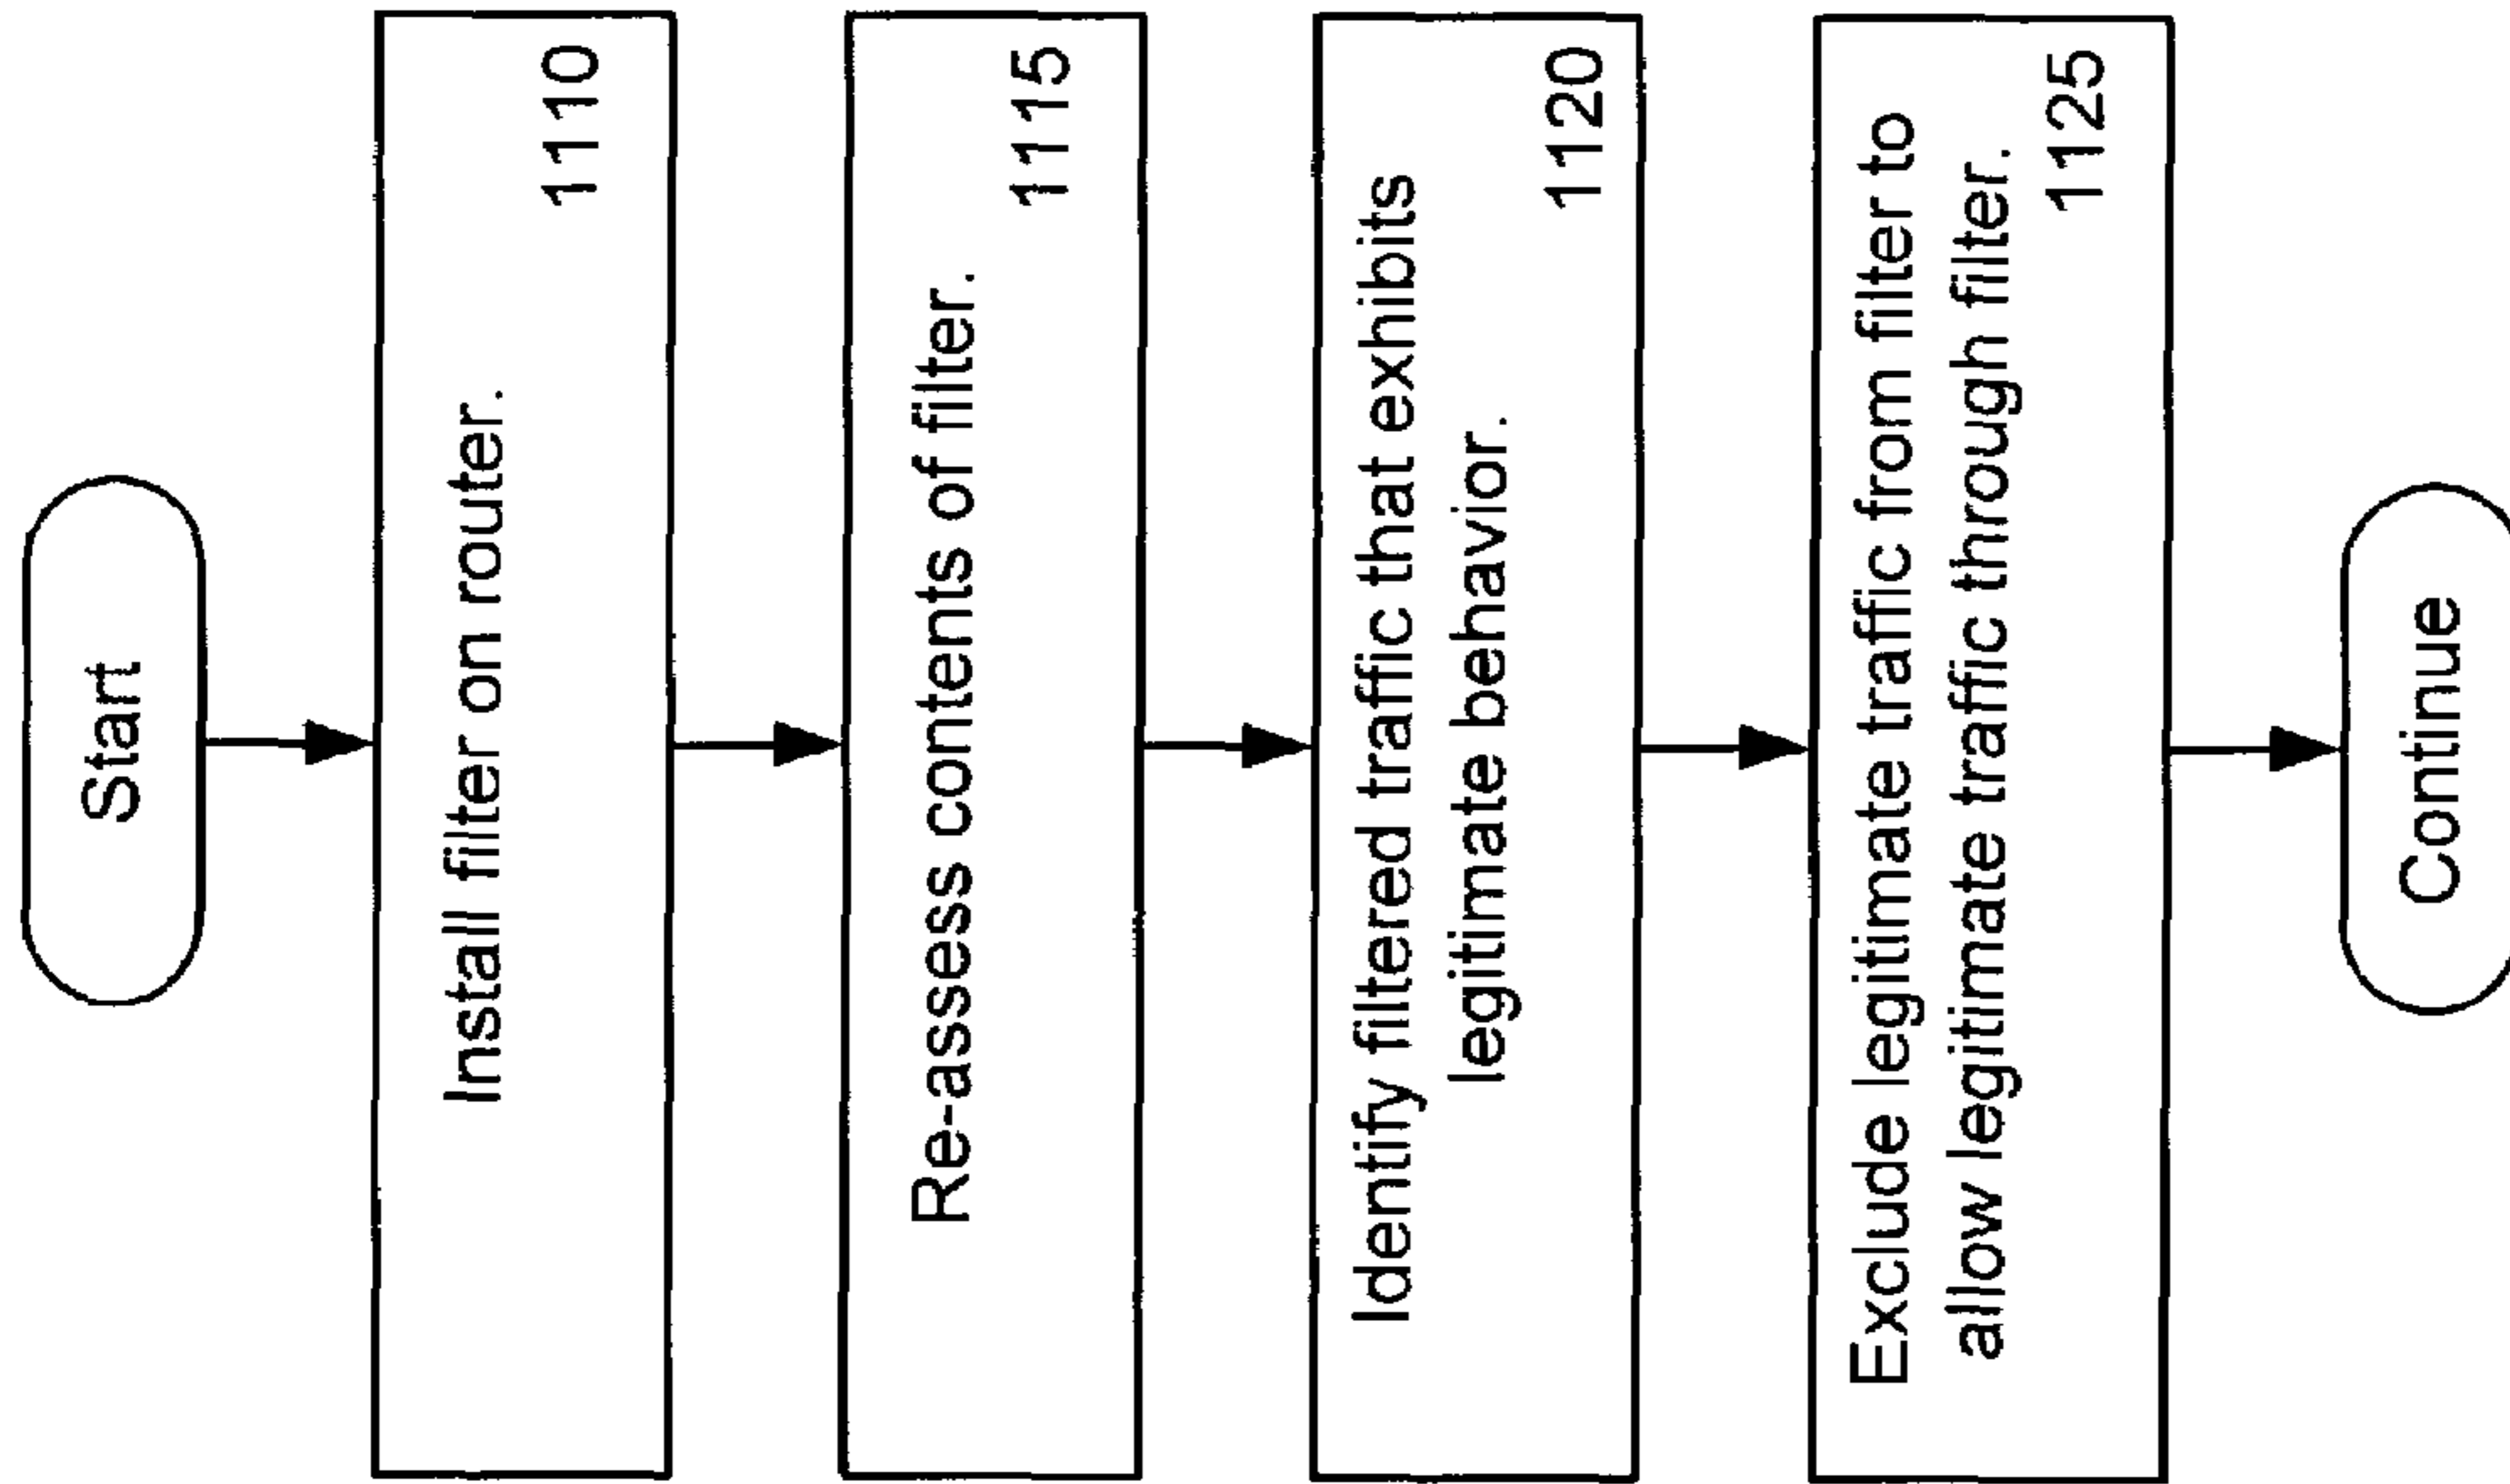 Start
Install filter on router.
1110
Re-assess contents of filter.
1115
Identify filtered traffic that exhibits
legitimate behavior.
1120
Exclude legitimate traffic from filter to
allow legitimate traffic through filter.
1125
Continue